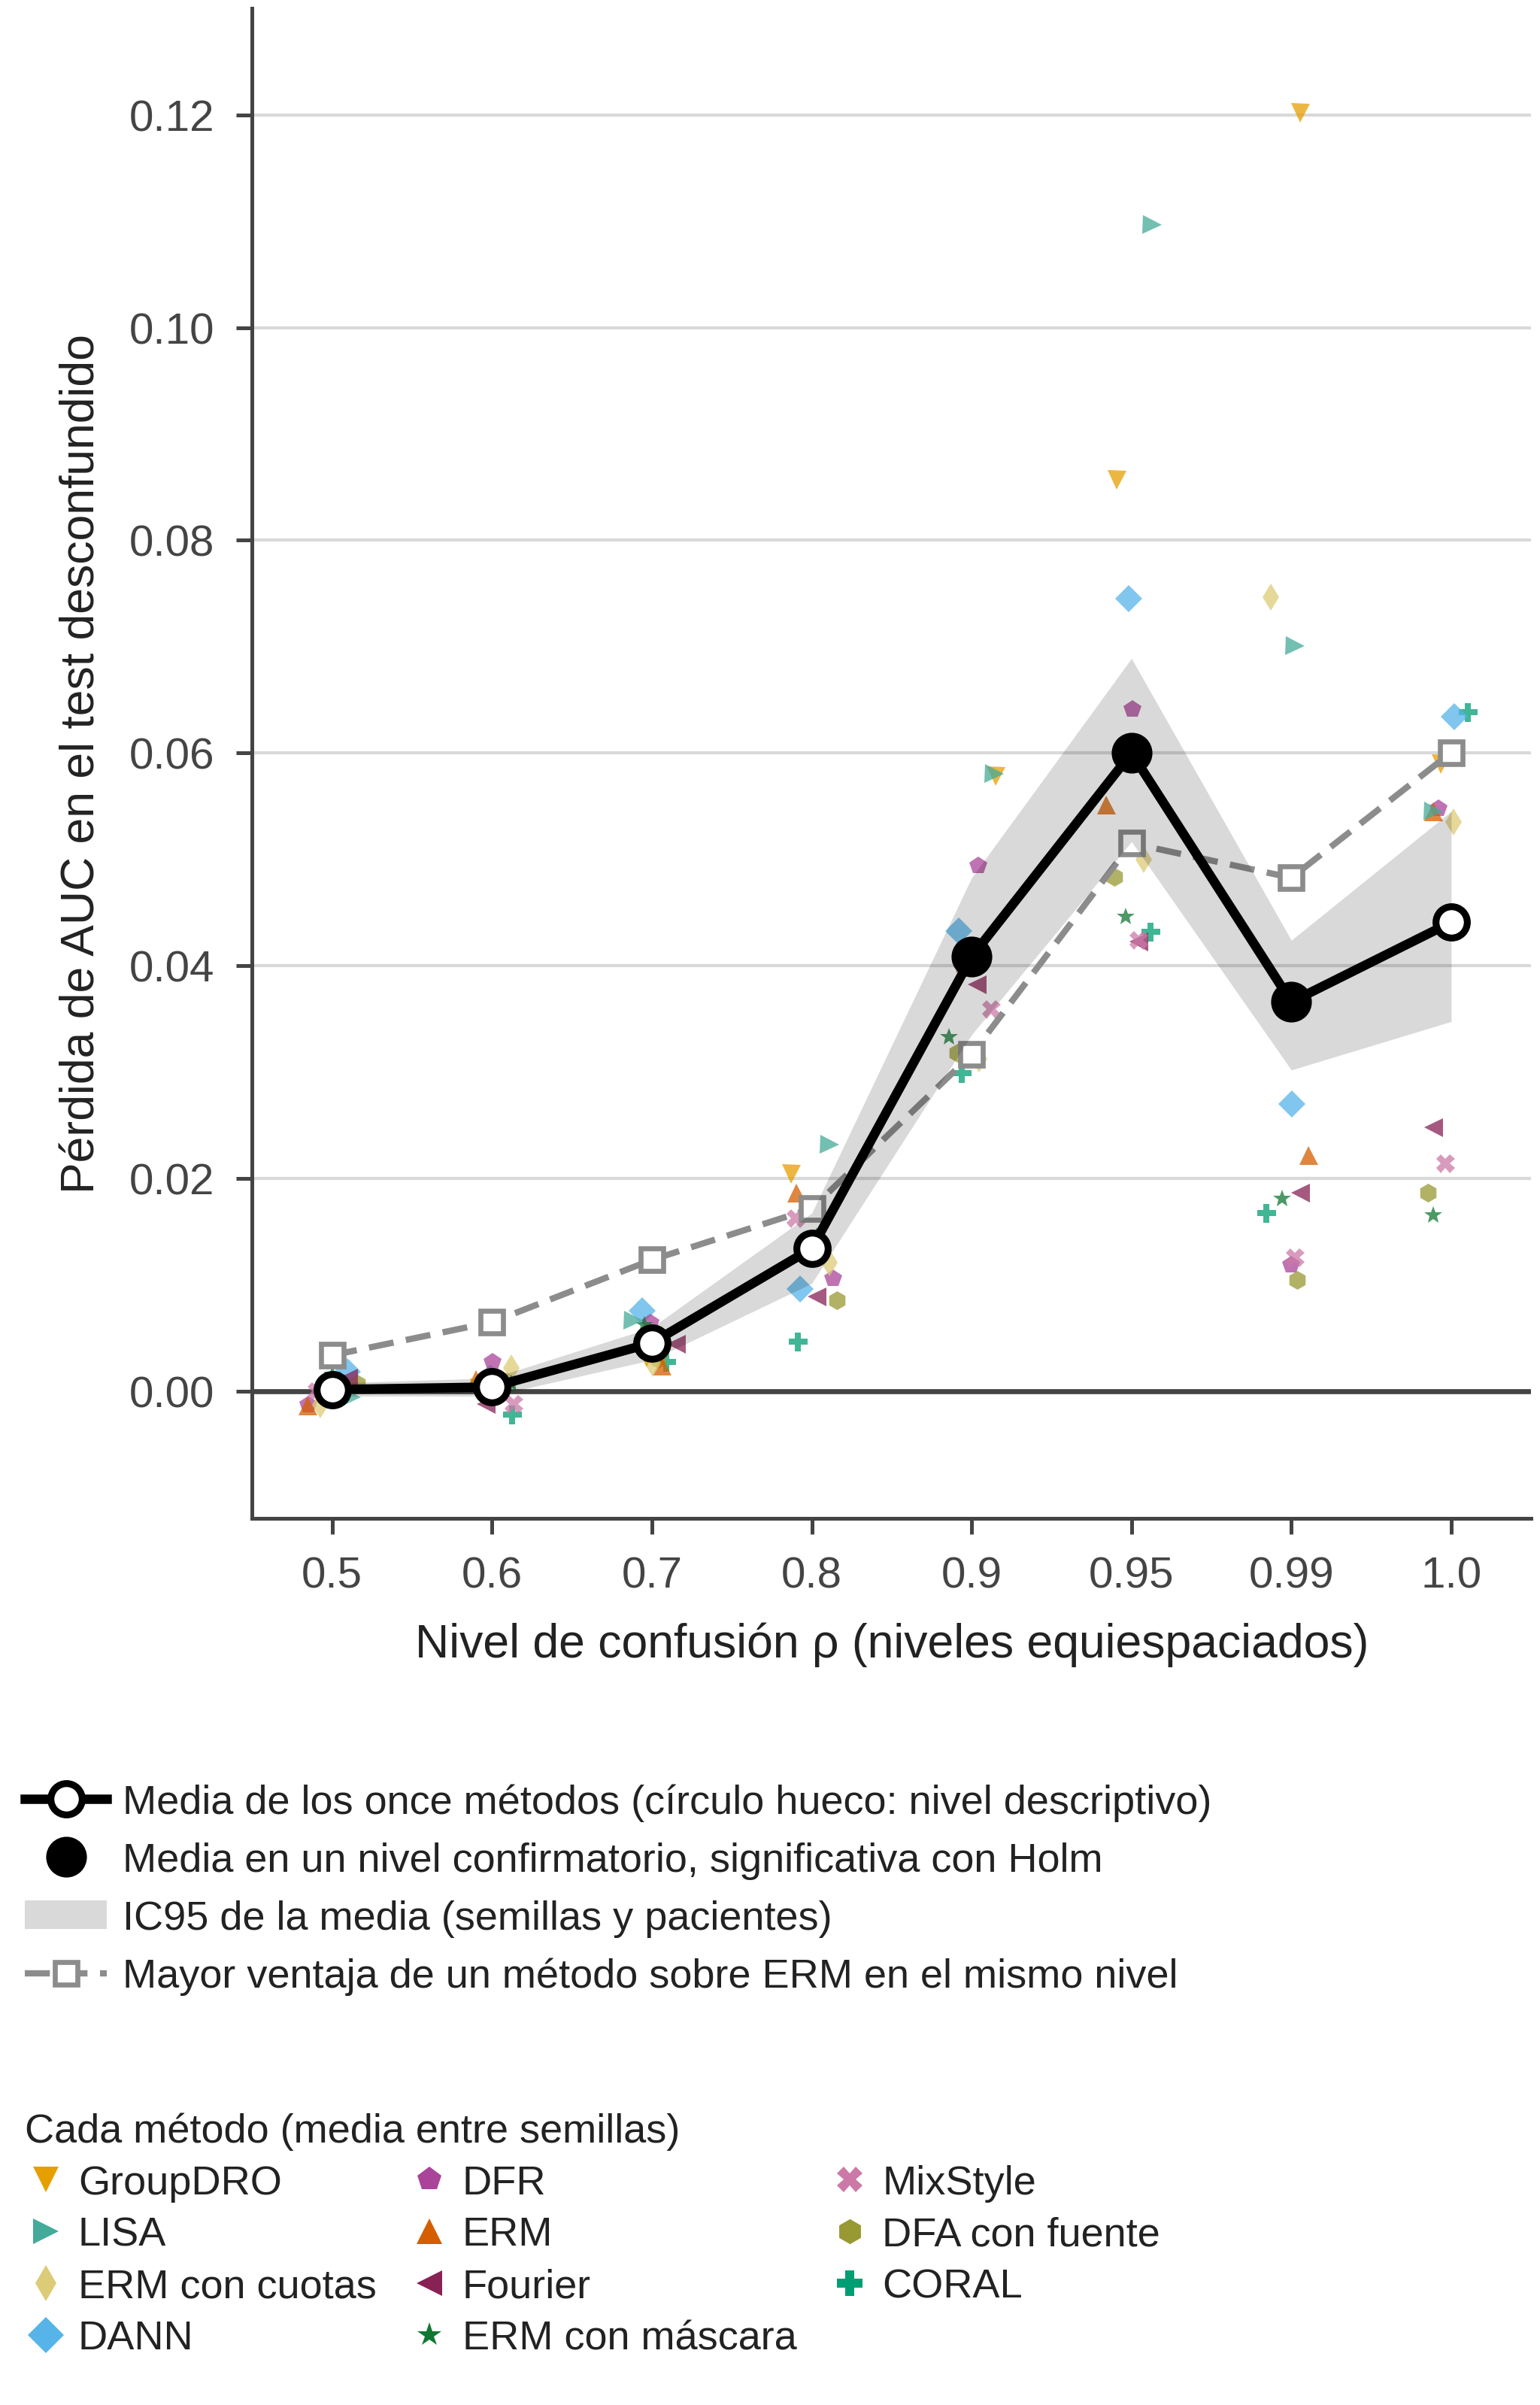 0.12
0.10
0.08
0.06
0.04
0.02
0.00
Pérdida de AUC en el test desconfundido
0.5 0.6 0.7 0.8 0.9 0.95 0.99 1.0
Nivel de confusión ρ (niveles equiespaciados)
Media de los once métodos (círculo hueco: nivel descriptivo)
Media en un nivel confirmatorio, significativa con Holm
IC95 de la media (semillas y pacientes)
Mayor ventaja de un método sobre ERM en el mismo nivel
Cada método (media entre semillas)
GroupDRO DFR MixStyle
LISA ERM DFA con fuente
ERM con cuotas Fourier CORAL
DANN ERM con máscara